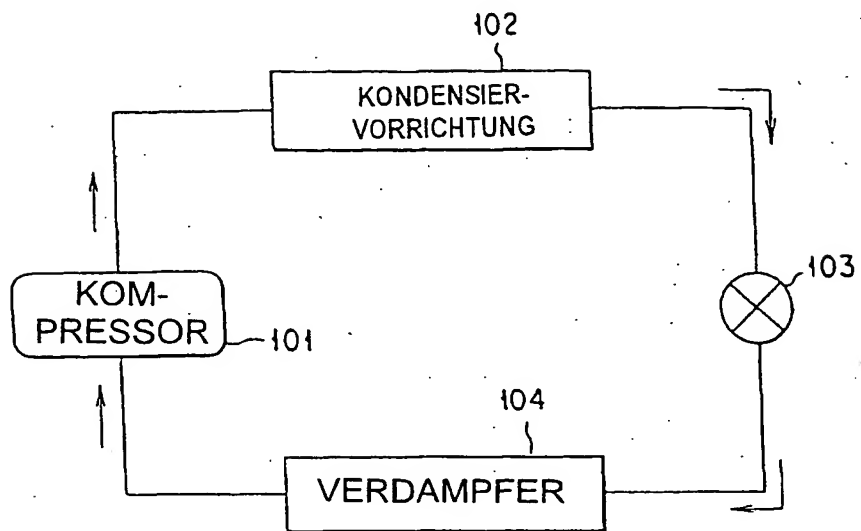 102
KONDENSIER-
VORRICHTUNG
103
KOM-
PRESSOR
101
104
VERDAMPFER